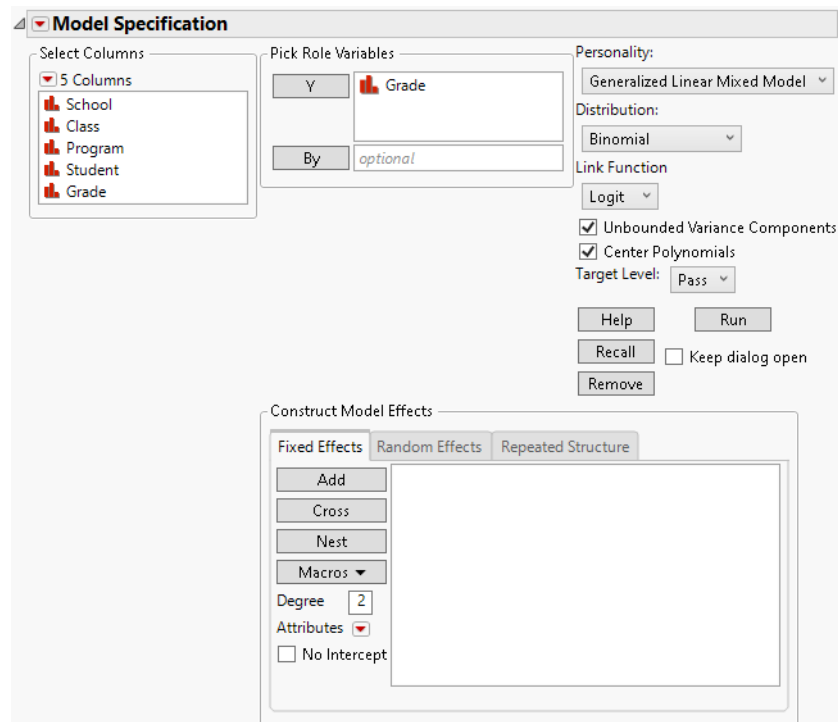 Model Specification
Select Columns
5 Columns
School
Class
Program
Student
Grade
Pick Role Variables
Y
Grade
By
optional
Personality:
Generalized Linear Mixed Model
Distribution:
Binomial
Link Function
Logit
Unbounded Variance Components
Center Polynomials
Target Level: Pass
Help
Run
Recall
Keep dialog open
Remove
Construct Model Effects
Fixed Effects
Random Effects
Repeated Structure
Add
Cross
Nest
Macros
Degree 2
Attributes
No Intercept